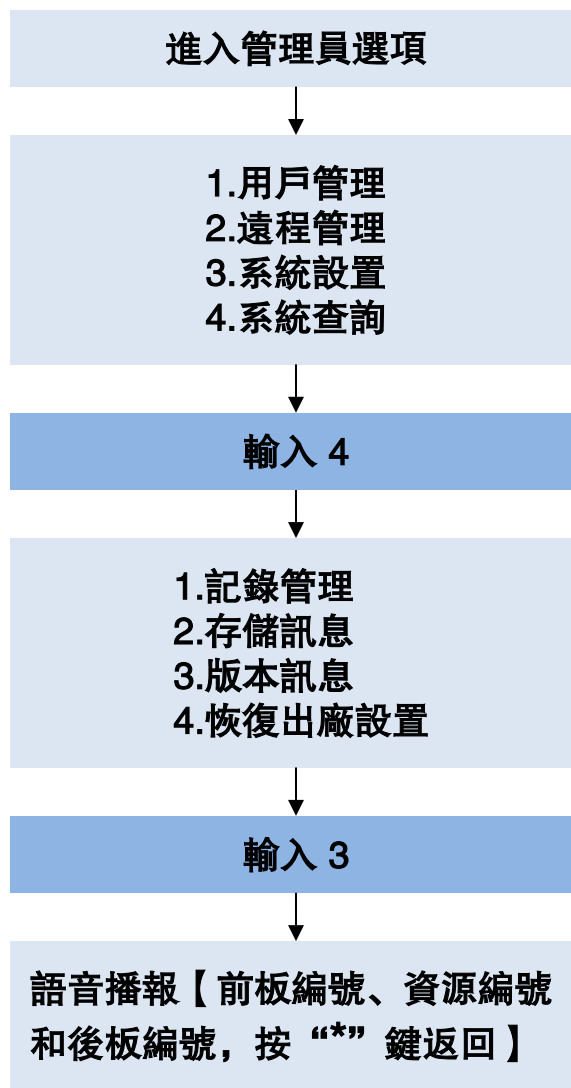 進入管理員選項
1.用戶管理
2.遠程管理
3.系統設置
4.系統查詢
輸入 4
1.記錄管理
2.存儲訊息
3.版本訊息
4.恢復出廠設置
輸入 3
語音播報【前板編號、資源編號
和後板編號，按“*”鍵返回】